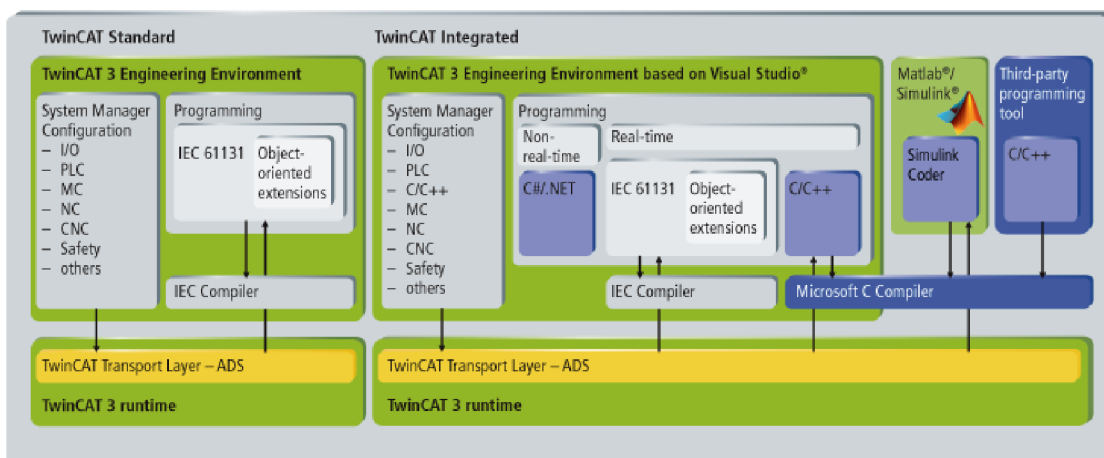 TwinCAT Standard
TwinCAT 3 Engineering Environment
System Manager
Configuration
– I/O
– PLC
– MC
– NC
– CNC
– Safety
– others
Programming
IEC 61131
Object-
oriented
extensions
IEC Compiler
TwinCAT Transport Layer – ADS
TwinCAT 3 runtime
TwinCAT Integrated
TwinCAT 3 Engineering Environment based on Visual Studio®
System Manager
Configuration
– I/O
– PLC
– C/C++
– MC
– NC
– CNC
– Safety
– others
Programming
Non-
real-time
C#/.NET
Real-time
IEC 61131
Object-
oriented
extensions
C/C++
IEC Compiler
Microsoft C Compiler
Matlab®/
Simulink®
Simulink
Coder
Third-party
programming
tool
C/C++
TwinCAT Transport Layer – ADS
TwinCAT 3 runtime